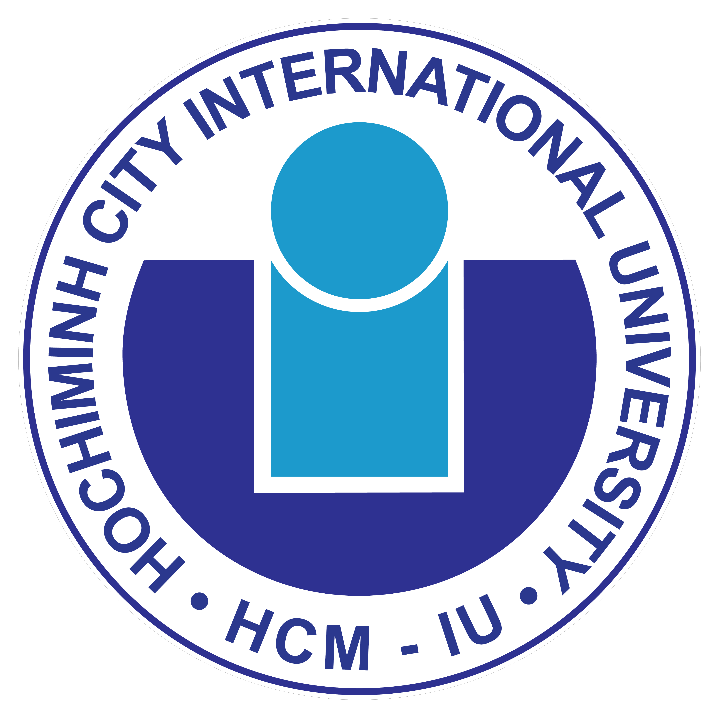 HOCHIMINH CITY INTERNATIONAL UNIVERSITY
• HCM - IU •